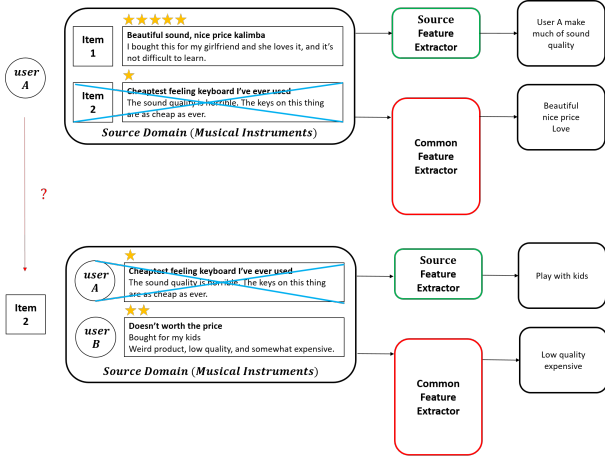 user
A
?
Item
2
Item
1
Beautiful sound, nice price kalimba
I bought this for my girlfriend and she loves it, and it's
not difficult to learn.
Item
2
Cheaptest feeling keyboard I've ever used
The sound quality is horrible. The keys on this thing
are as cheap as ever.
Source Domain (Musical Instruments)
Source
Feature
Extractor
User A make
much of sound
quality
Common
Feature
Extractor
Beautiful
nice price
Love
user
A
Cheaptest feeling keyboard I've ever used
The sound quality is horrible. The keys on this thing
are as cheap as ever.
user
B
Doesn't worth the price
Bought for my kids
Weird product, low quality, and somewhat expensive.
Source Domain (Musical Instruments)
Source
Feature
Extractor
Play with kids
Common
Feature
Extractor
Low quality
expensive